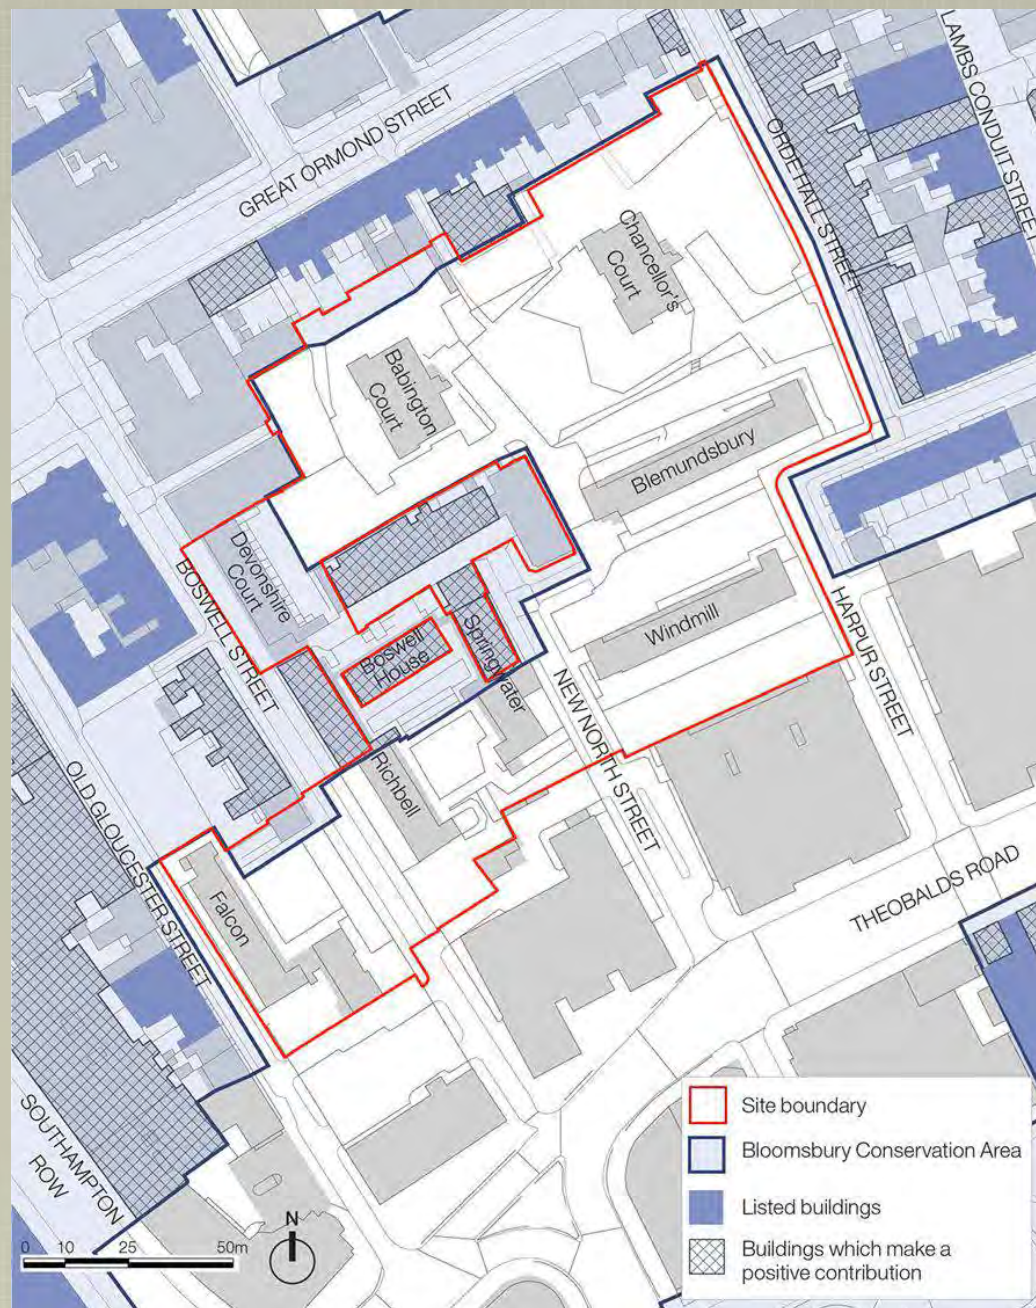 GREAT ORMOND STREET
AMBS CONDUIT STREET
ORDE HALL STREET
Chancellor's
Court
Babington
Court
Blemundsbury
Devonshire
Court
BOSWELL STREET
Boswell
House
Springwater
Windmill
HARPUR STREET
NEW NORTH STREET
Richbell
OLD GLOUCESTER STREET
Falcon
THEOBALDS ROAD
SOUTHAMPTON
ROW
Site boundary
Bloomsbury Conservation Area
Listed buildings
Buildings which make a
positive contribution
N
0 10 25 50m